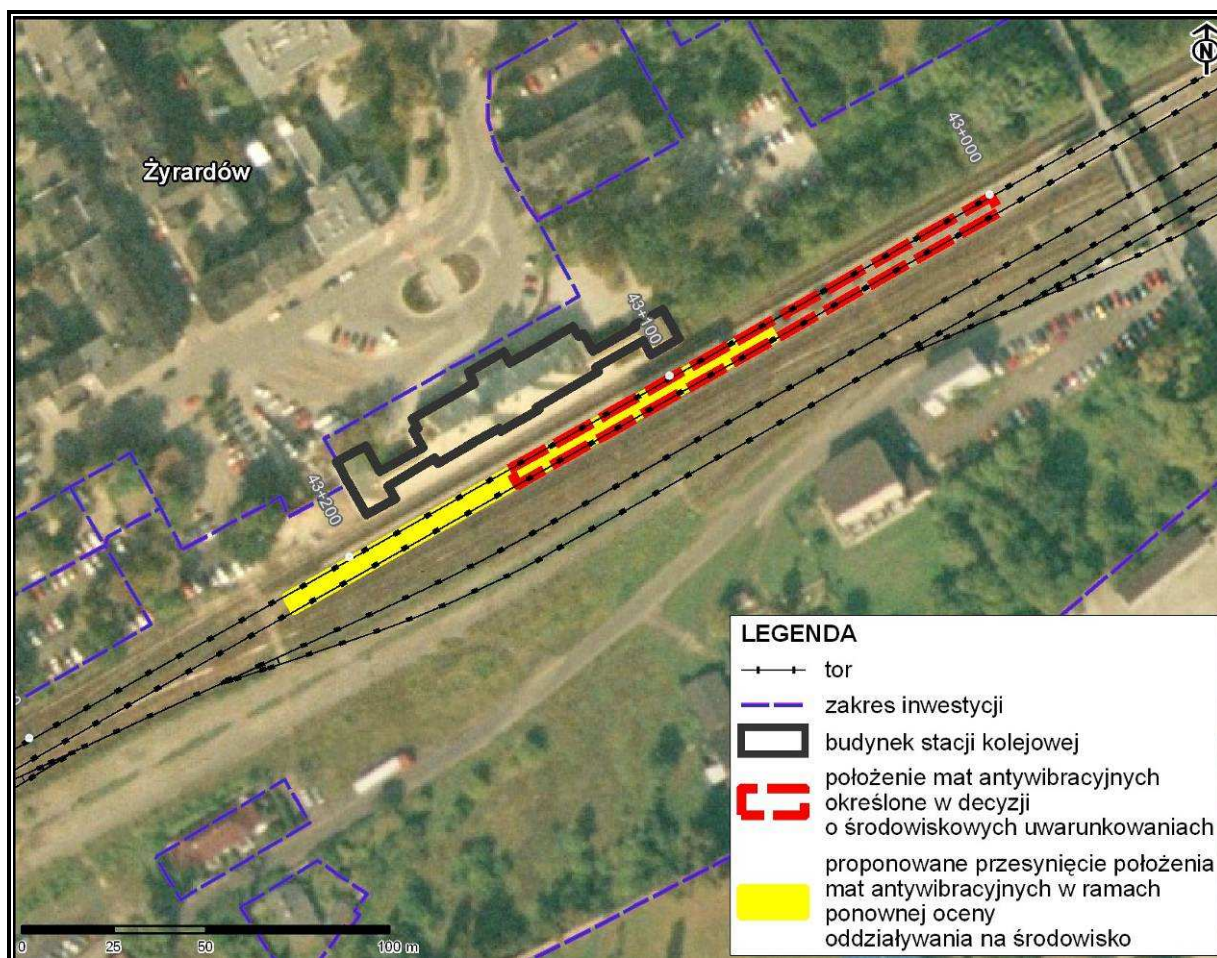 N
43+000
Żyrardów
43+100
43+200
LEGENDA
tor
zakres inwestycji
budynek stacji kolejowej
położenie mat antywibracyjnych
określone w decyzji
o środowiskowych uwarunkowaniach
proponowane przesynięcie położenia
mat antywibracyjnych w ramach
ponownej oceny
oddziaływania na środowisko
0 25 50 100 m